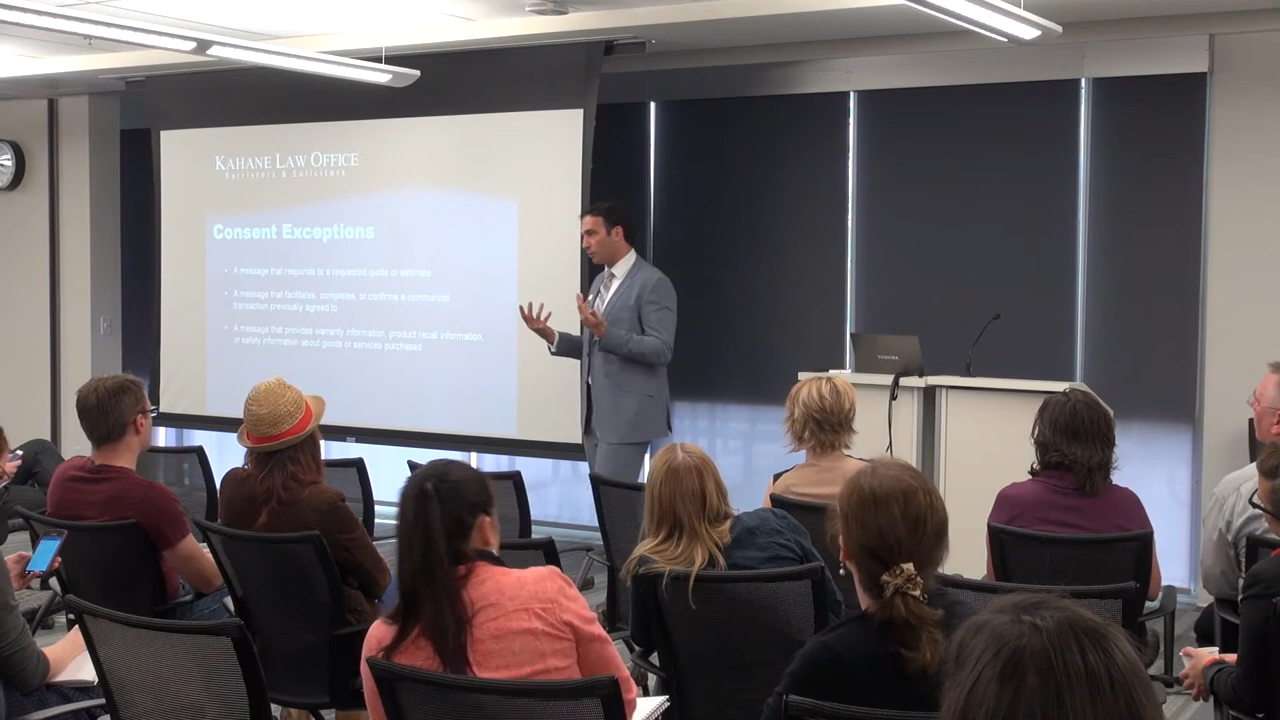 KAHANE LAW OFFICE
Barristers & Solicitors
Consent Exceptions
• A message that responds to a requested quote or estimate
• A message that facilitates, completes, or confirms a commercial
transaction previously agreed to
• A message that provides warranty information, product recall information,
or safety information about goods or services purchased
TOSHIBA